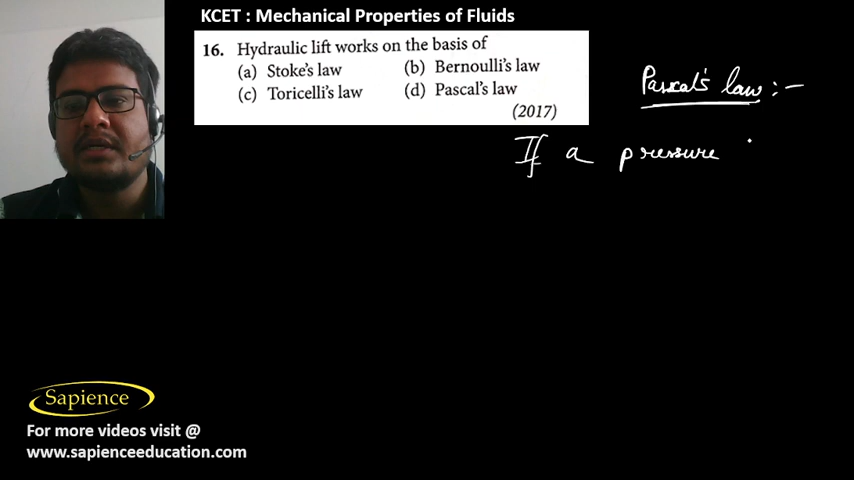 KCET : Mechanical Properties of Fluids
16. Hydraulic lift works on the basis of
(a) Stoke's law (b) Bernoulli's law
(c) Toricelli's law (d) Pascal's law
(2017)
Pascal's law :-
If a pressure
Sapience
For more videos visit @
www.sapienceeducation.com